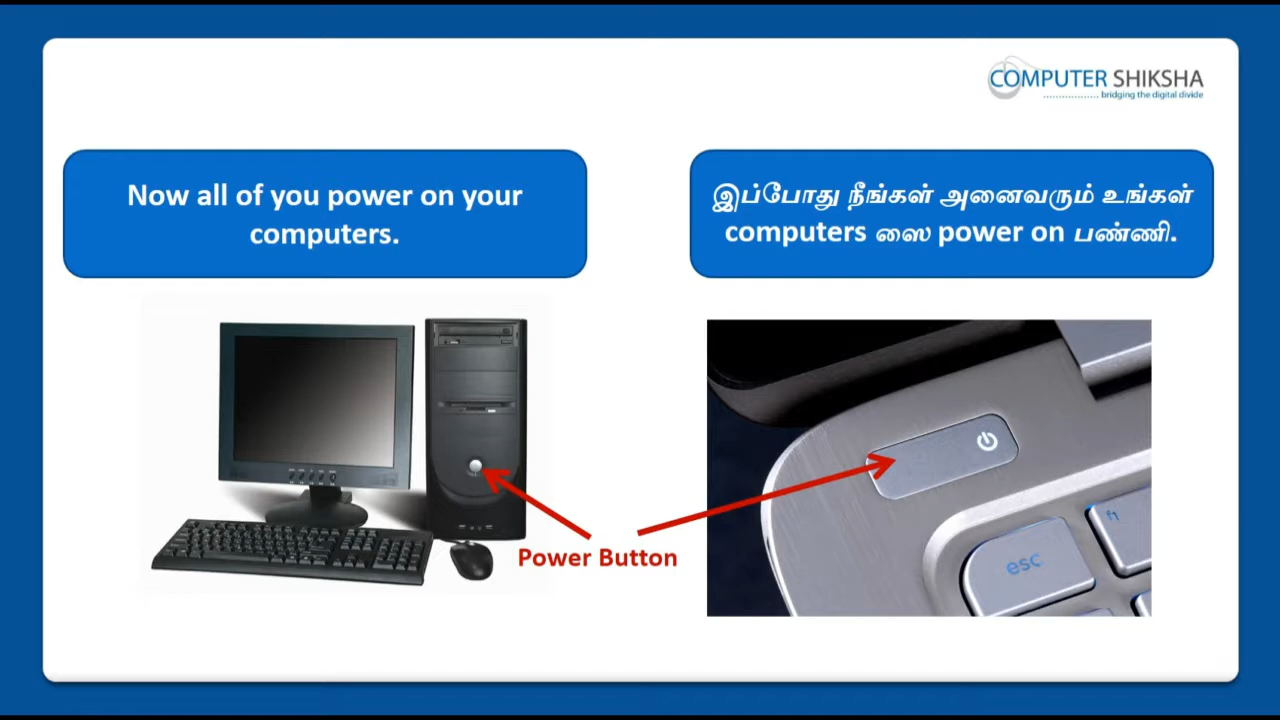 COMPUTER SHIKSHA
bridging the digital divide
Now all of you power on your
computers.
இப்போது நீங்கள் அனைவரும் உங்கள்
computers ஸை power on பண்ணி.
Power Button
esc
f1